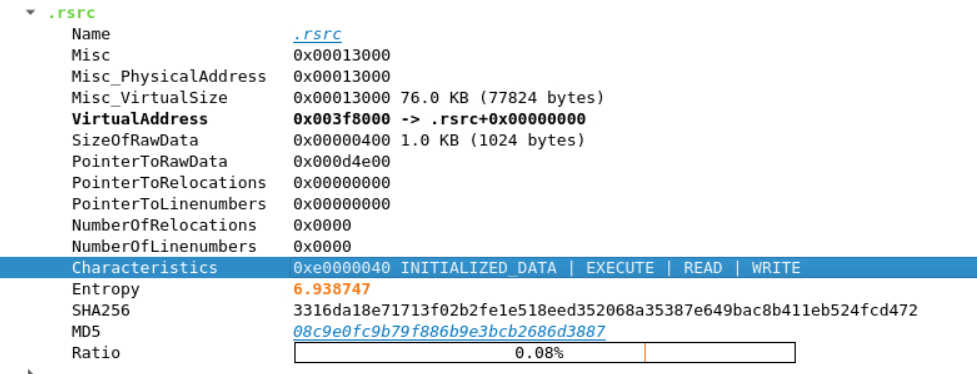 .rsrc
Name .rsrc
Misc 0x00013000
Misc_PhysicalAddress 0x00013000
Misc_VirtualSize 0x00013000 76.0 KB (77824 bytes)
VirtualAddress 0x003f8000 -> .rsrc+0x00000000
SizeOfRawData 0x00000400 1.0 KB (1024 bytes)
PointerToRawData 0x000d4e00
PointerToRelocations 0x00000000
PointerToLinenumbers 0x00000000
NumberOfRelocations 0x0000
NumberOfLinenumbers 0x0000
Characteristics 0xe0000040 INITIALIZED_DATA | EXECUTE | READ | WRITE
Entropy 6.938747
SHA256 3316da18e71713f02b2fe1e518eed352068a35387e649bac8b411eb524fcd472
MD5 08c9e0fc9b79f886b9e3bcb2686d3887
Ratio 0.08%